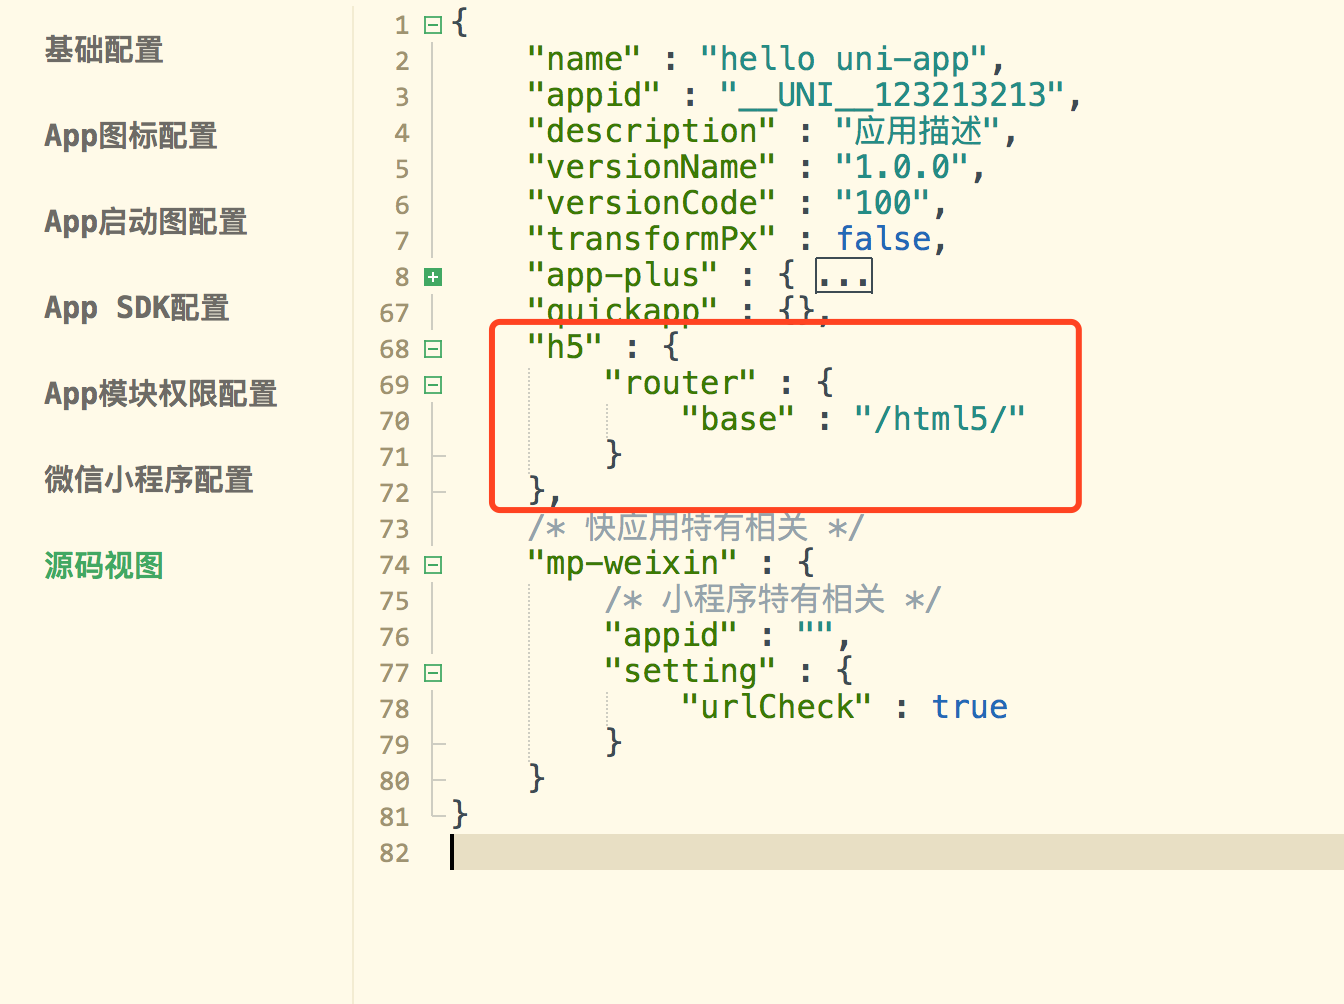 基础配置
App图标配置
App启动图配置
App SDK配置
App模块权限配置
微信小程序配置
源码视图
1 {
2 "name" : "hello uni-app",
3 "appid" : "__UNI__123213213",
4 "description" : "应用描述",
5 "versionName" : "1.0.0",
6 "versionCode" : "100",
7 "transformPx" : false,
8 "app-plus" : { ...
67 "quickapp" : {},
68 "h5" : {
69 "router" : {
70 "base" : "/html5/"
71 }
72 },
73 /* 快应用特有相关 */
74 "mp-weixin" : {
75 /* 小程序特有相关 */
76 "appid" : "",
77 "setting" : {
78 "urlCheck" : true
79 }
80 }
81 }
82